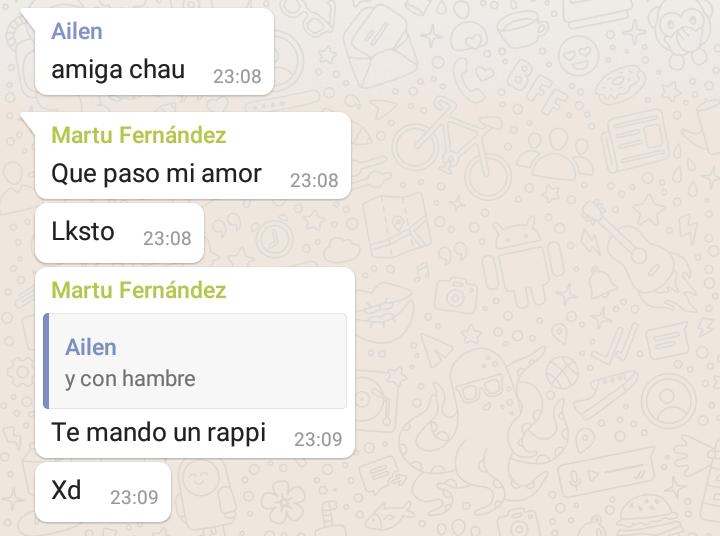 Ailen
amiga chau 23:08
Martu Fernández
Que paso mi amor 23:08
Lksto 23:08
Martu Fernández
Ailen
y con hambre
Te mando un rappi 23:09
Xd 23:09
BFF